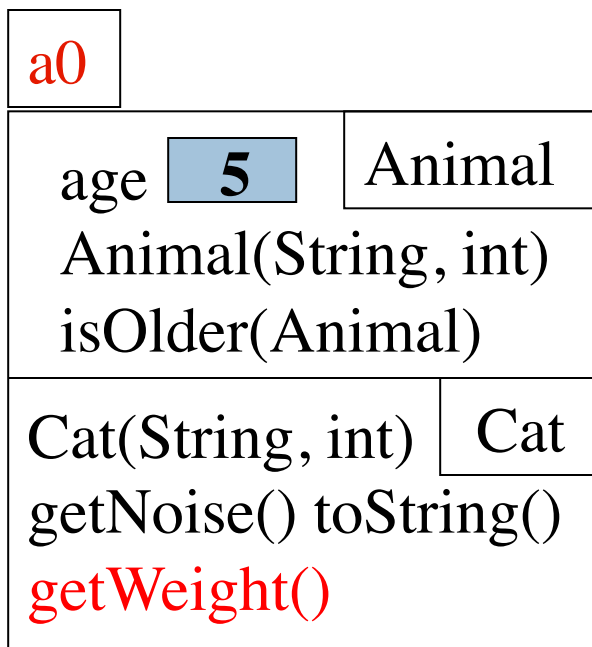 a0
age 5 Animal
Animal(String, int)
isOlder(Animal)
Cat(String, int) Cat
getNoise() toString()
getWeight()